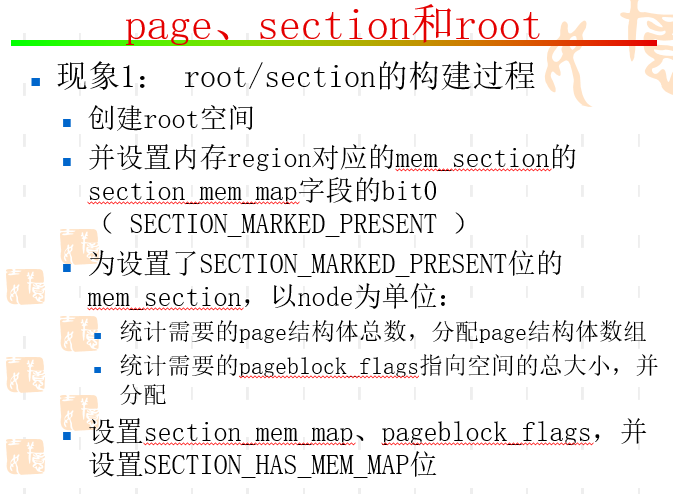 page、section和root
现象1： root/section的构建过程
创建root空间
并设置内存region对应的mem_section的
section_mem_map字段的bit0
（ SECTION_MARKED_PRESENT ）
为设置了SECTION_MARKED_PRESENT位的
mem_section，以node为单位：
统计需要的page结构体总数，分配page结构体数组
统计需要的pageblock_flags指向空间的总大小，并
分配
设置section_mem_map、pageblock_flags，并
设置SECTION_HAS_MEM_MAP位